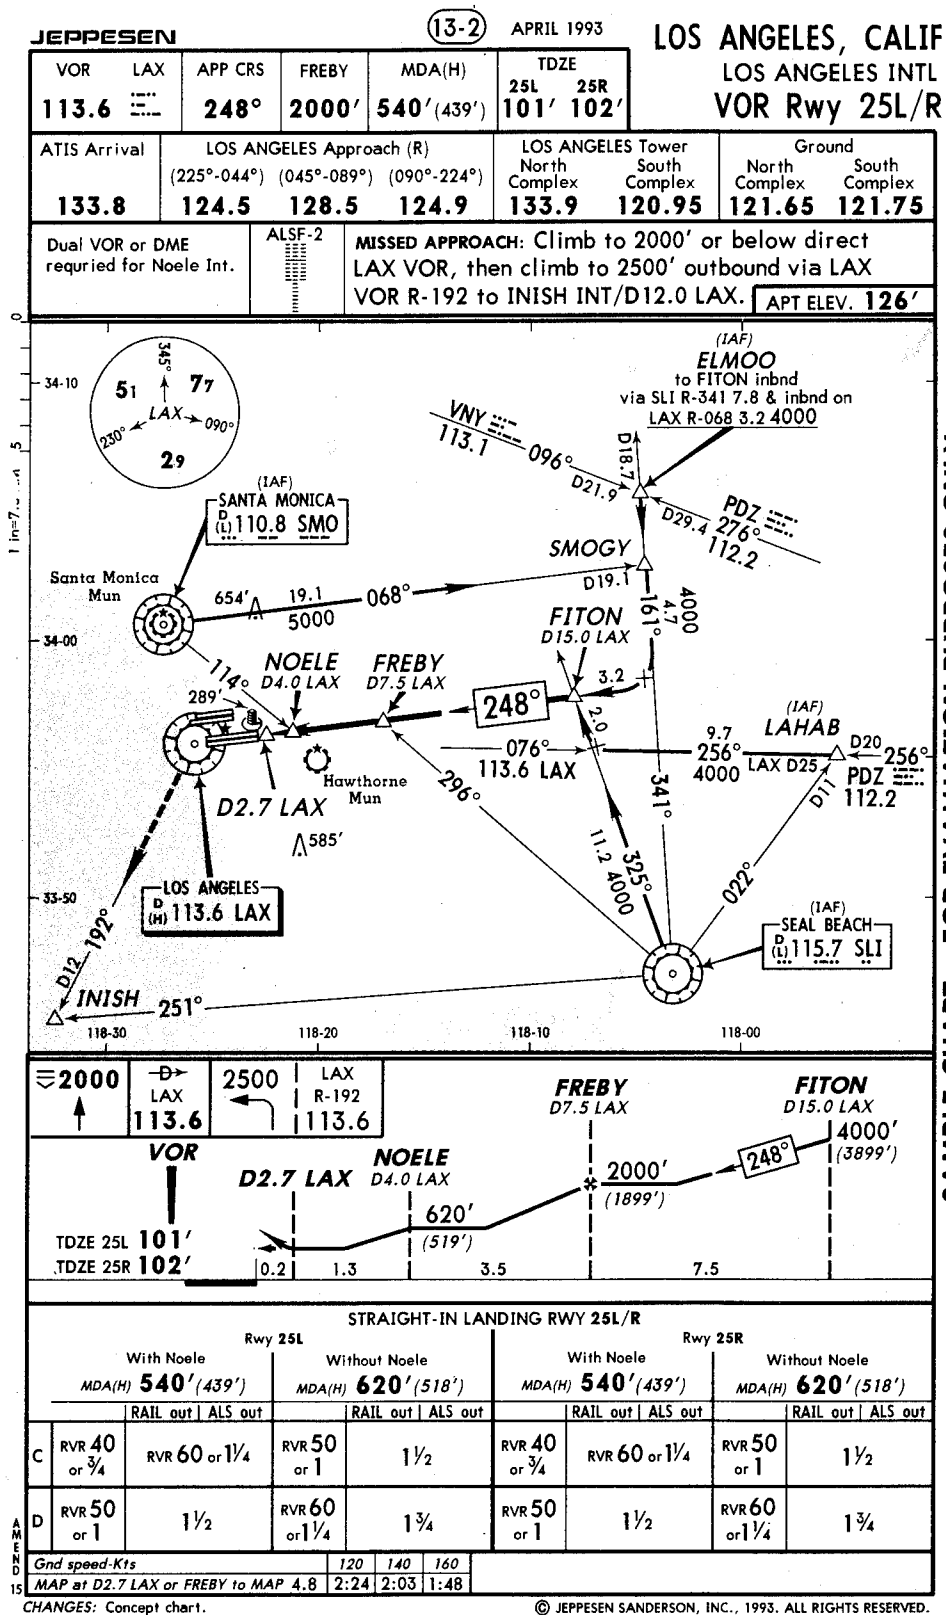 JEPPESEN
13-2
APRIL 1993
LOS ANGELES, CALIF
LOS ANGELES INTL
VOR Rwy 25L/R
VOR LAX
113.6
APP CRS
248°
FREBY
2000'
MDA(H)
540' (439')
TDZE
25L 25R
101' 102'
ATIS Arrival
133.8
LOS ANGELES Approach (R)
(225°-044°) (045°-089°) (090°-224°)
124.5 128.5 124.9
LOS ANGELES Tower
North Complex South Complex
133.9 120.95
Ground
North Complex South Complex
121.65 121.75
Dual VOR or DME
requried for Noele Int.
ALSF-2
MISSED APPROACH: Climb to 2000' or below direct
LAX VOR, then climb to 2500' outbound via LAX
VOR R-192 to INISH INT/D12.0 LAX.
APT ELEV. 126'
0
5
34-10
34-00
33-50
345°
51 77
LAX
230° 090°
29
(IAF)
ELMOO
to FITON inbnd
via SLI R-341 7.8 & inbnd on
LAX R-068 3.2 4000
VNY
113.1
096°
D21.9
D18.7
D29.4
PDZ
276°
112.2
(IAF)
SANTA MONICA
D
(L) 110.8 SMO
Santa Monica
Mun
654'
19.1
5000
068°
SMOGY
D19.1
161°
4.7
4000
FITON
D15.0 LAX
3.2
NOELE
D4.0 LAX
FREBY
D7.5 LAX
114°
289'
248°
2.0
(IAF)
LAHAB
9.7
256°
4000
LAX D25
D20
256°
PDZ
112.2
D11
076°
113.6 LAX
296°
341°
Hawthorne
Mun
D2.7 LAX
585'
325°
11.2 4000
022°
LOS ANGELES
D
(H) 113.6 LAX
(IAF)
SEAL BEACH
D
(L) 115.7 SLI
192°
D12
INISH
251°
118-30 118-20 118-10 118-00
2000
D
LAX
113.6
2500
LAX
R-192
113.6
VOR
D2.7 LAX
NOELE
D4.0 LAX
FREBY
D7.5 LAX
FITON
D15.0 LAX
4000'
(3899')
248°
2000'
(1899')
620'
(519')
TDZE 25L 101'
TDZE 25R 102'
0.2 1.3 3.5 7.5
STRAIGHT-IN LANDING RWY 25L/R
Rwy 25L Rwy 25R
With Noele Without Noele With Noele Without Noele
MDA(H) 540' (439') MDA(H) 620' (518') MDA(H) 540' (439') MDA(H) 620' (518')
RAIL out ALS out RAIL out ALS out RAIL out ALS out RAIL out ALS out
C RVR 40 or 3/4 RVR 60 or 1 1/4 RVR 50 or 1 1 1/2 RVR 40 or 3/4 RVR 60 or 1 1/4 RVR 50 or 1 1 1/2
D RVR 50 or 1 1 1/2 RVR 60 or 1 1/4 1 3/4 RVR 50 or 1 1 1/2 RVR 60 or 1 1/4 1 3/4
Gnd speed-Kts 120 140 160
MAP at D2.7 LAX or FREBY to MAP 4.8 2:24 2:03 1:48
AMEND 15
CHANGES: Concept chart.
© JEPPESEN SANDERSON, INC., 1993. ALL RIGHTS RESERVED.